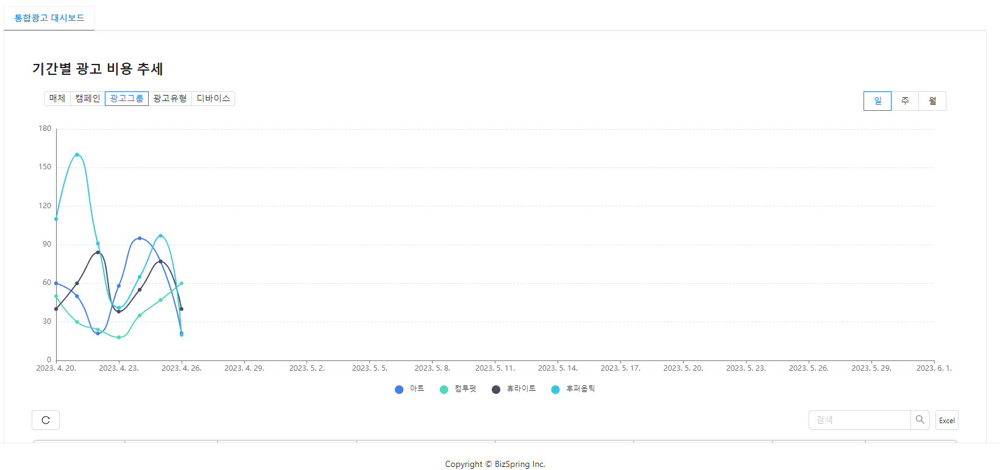 통합광고 대시보드
기간별 광고 비용 추세
매체 캠페인 광고그룹 광고유형 디바이스
일 주 월
180
150
120
90
60
30
0
2023. 4. 20. 2023. 4. 23. 2023. 4. 26. 2023. 4. 29. 2023. 5. 2. 2023. 5. 5. 2023. 5. 8. 2023. 5. 11. 2023. 5. 14. 2023. 5. 17. 2023. 5. 20. 2023. 5. 23. 2023. 5. 26. 2023. 5. 29. 2023. 6. 1.
아트 컴투펫 휴라이트 후퍼옵틱
검색 Excel
Copyright © BizSpring Inc.